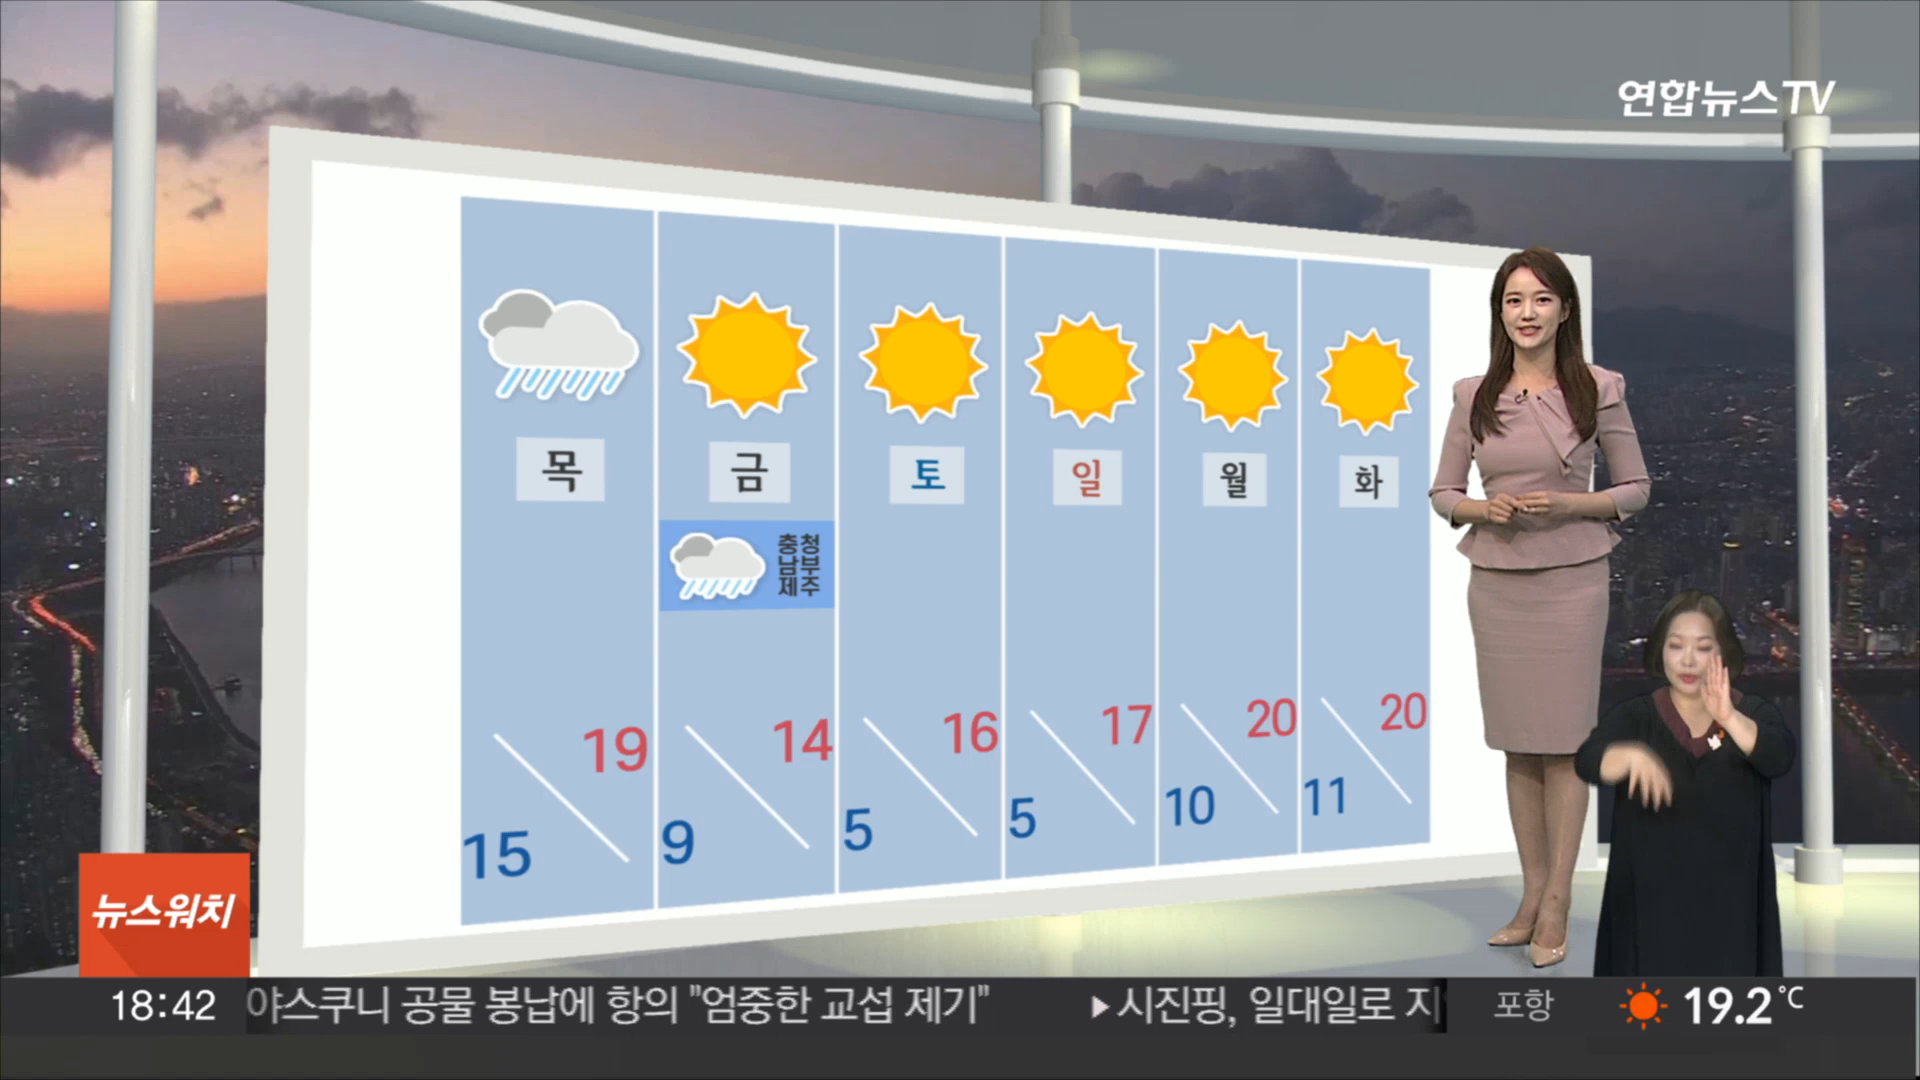 연합뉴스TV
목
금
토
일
월
화
충청
남부
제주
19
14
16
17
20
20
15
9
5
5
10
11
뉴스워치
18:42
야스쿠니 공물 봉납에 항의 "엄중한 교섭 제기"
▶시진핑, 일대일로
포항
19.2℃